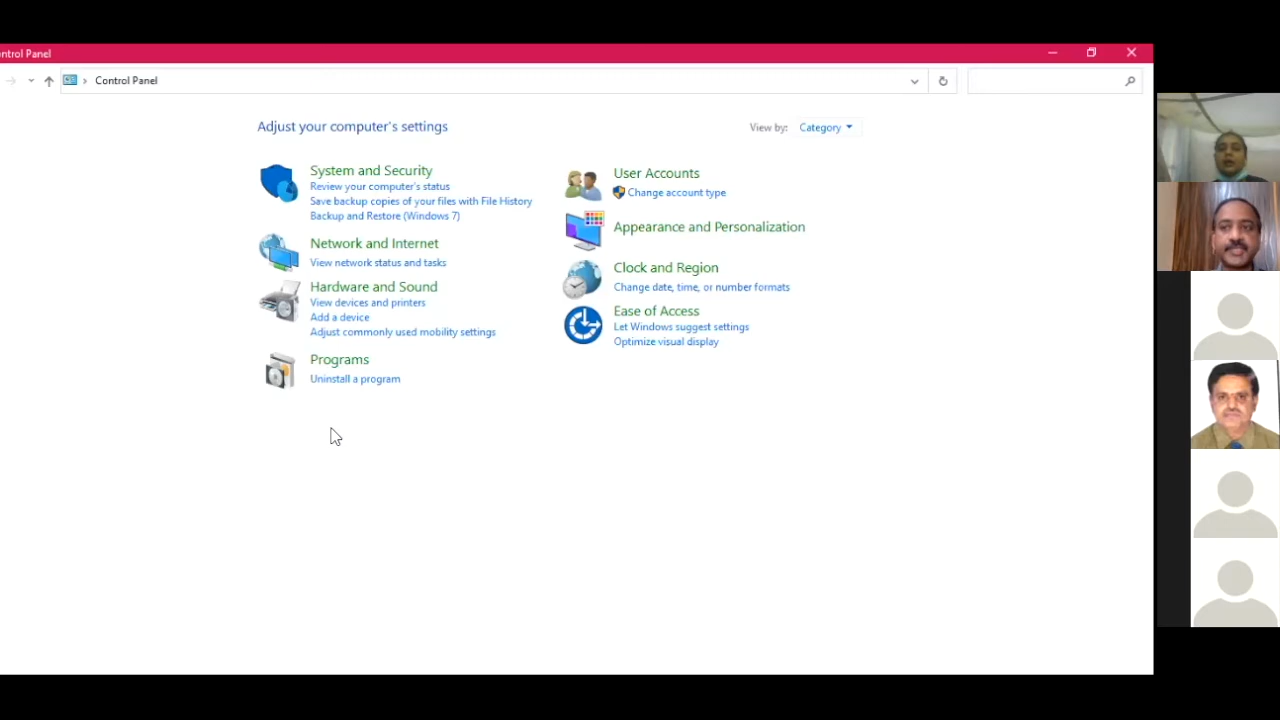 ntrol Panel
Control Panel
Adjust your computer's settings
View by: Category
System and Security
Review your computer's status
Save backup copies of your files with File History
Backup and Restore (Windows 7)
Network and Internet
View network status and tasks
Hardware and Sound
View devices and printers
Add a device
Adjust commonly used mobility settings
Programs
Uninstall a program
User Accounts
Change account type
Appearance and Personalization
Clock and Region
Change date, time, or number formats
Ease of Access
Let Windows suggest settings
Optimize visual display